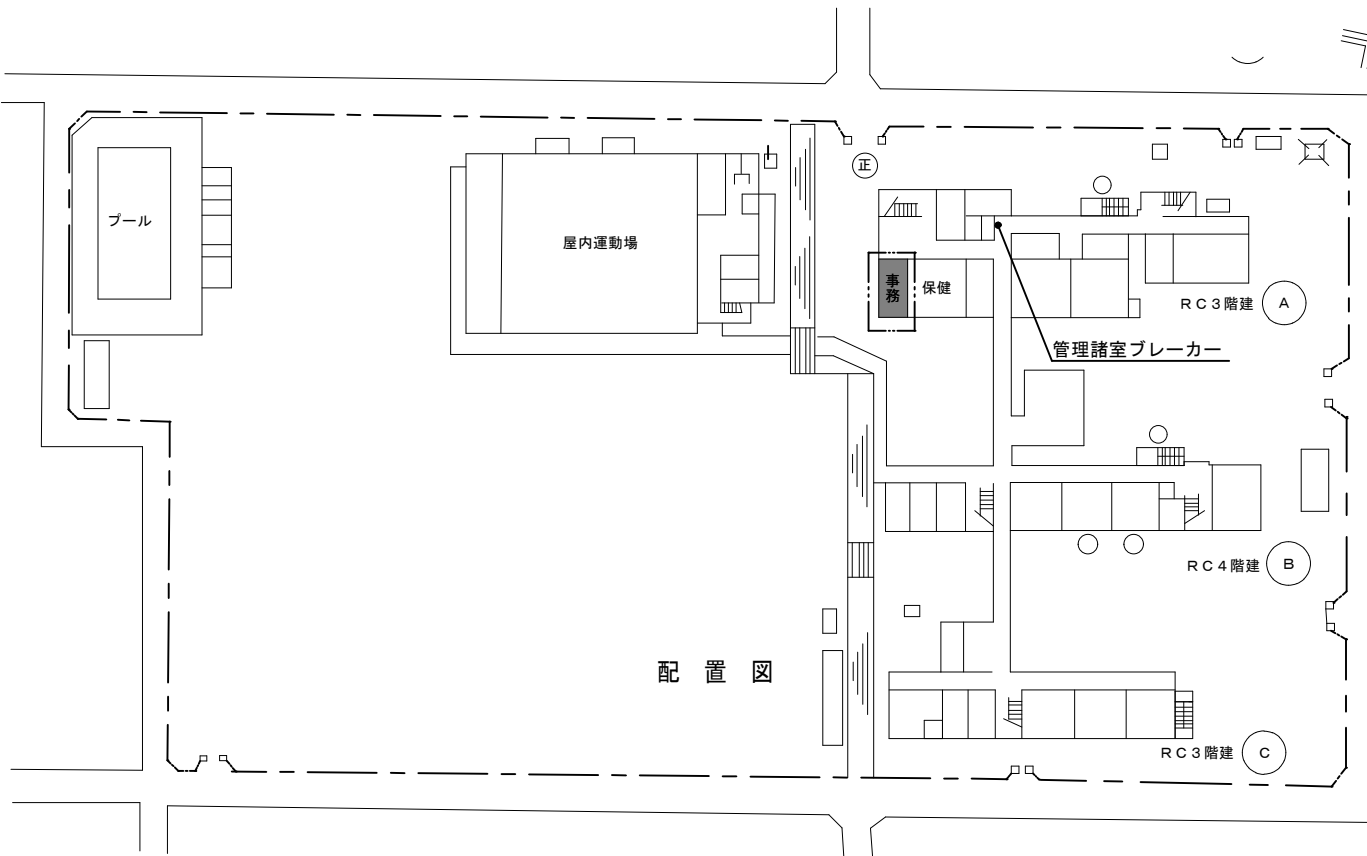 正
プール
屋内運動場
事務
保健
RC3階建 A
管理諸室ブレーカー
RC4階建 B
配置図
RC3階建 C